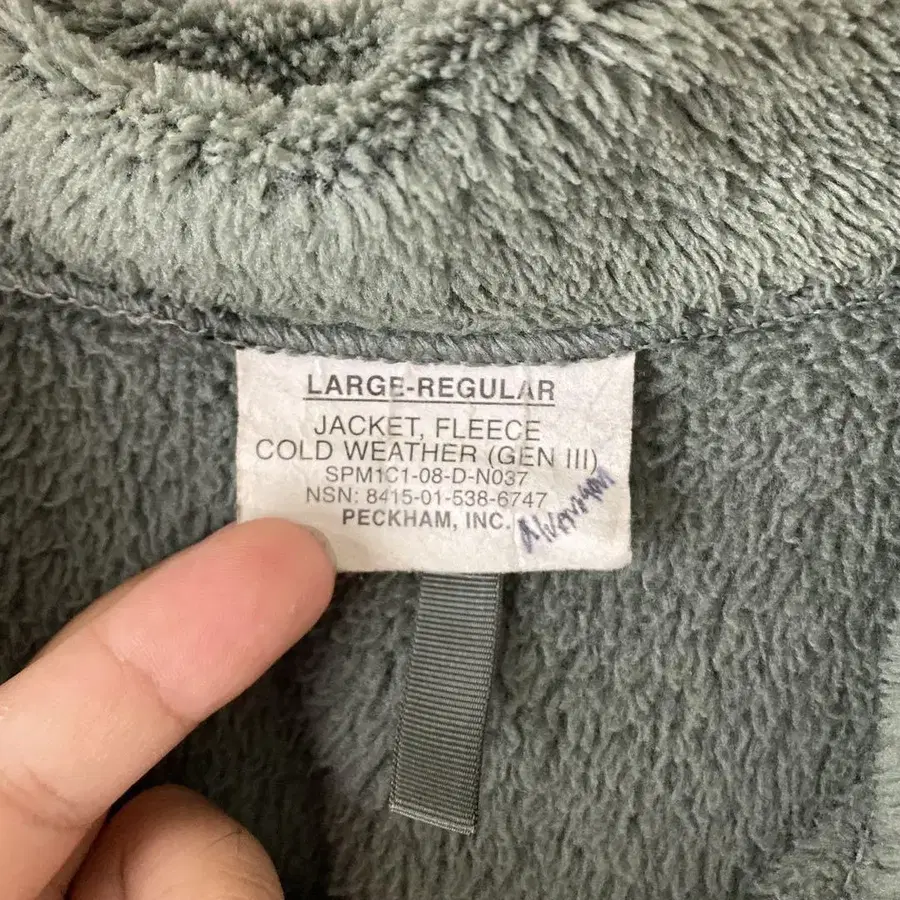 LARGE-REGULAR
JACKET, FLEECE
COLD WEATHER (GEN III)
SPM1C1-08-D-N037
NSN: 8415-01-538-6747
PECKHAM, INC.